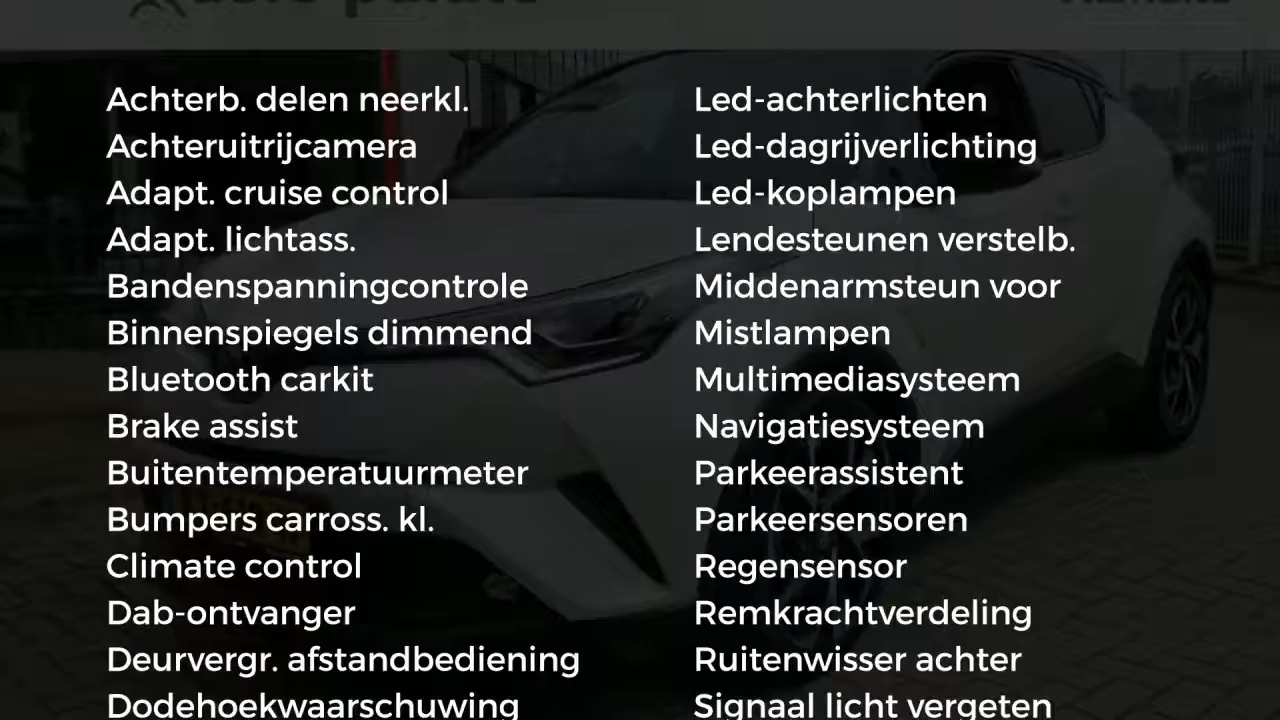 Achterb. delen neerkl.
Achteruitrijcamera
Adapt. cruise control
Adapt. lichtass.
Bandenspanningcontrole
Binnenspiegels dimmend
Bluetooth carkit
Brake assist
Buitentemperatuurmeter
Bumpers carross. kl.
Climate control
Dab-ontvanger
Deurvergr. afstandbediening
Dodehoekwaarschuwing
Led-achterlichten
Led-dagrijverlichting
Led-koplampen
Lendesteunen verstelb.
Middenarmsteun voor
Mistlampen
Multimediasysteem
Navigatiesysteem
Parkeerassistent
Parkeersensoren
Regensensor
Remkrachtverdeling
Ruitenwisser achter
Signaal licht vergeten